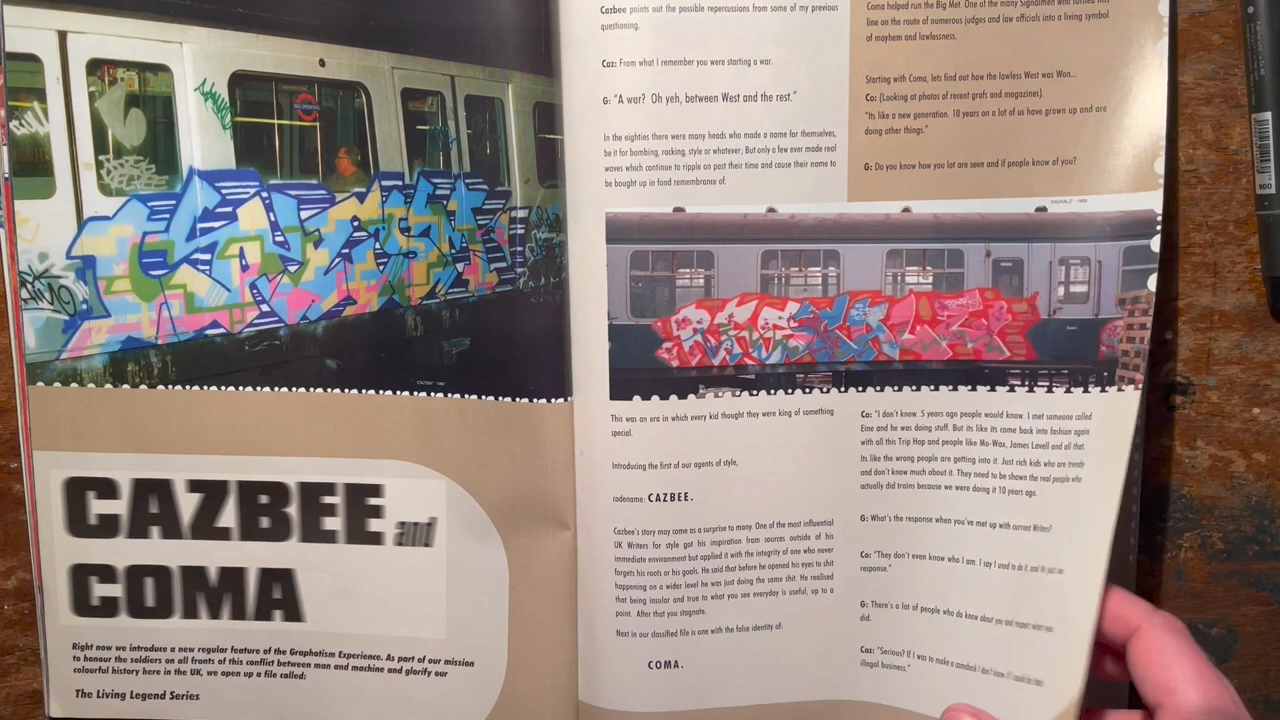 NO SMOKING
"CAZIDA" 1987
CAZBEE and
COMA
Right now we introduce a new regular feature of the Graphotism Experience. As part of our mission
to honour the soldiers on all fronts of this conflict between man and machine and glorify our
colourful history here in the UK, we open up a file called:
The Living Legend Series
Cazbee points out the possible repercussions from some of my previous
questioning.
Caz: From what I remember you were starting a war.
G: "A war? Oh yeh, between West and the rest."
In the eighties there were many heads who made a name for themselves,
be it for bombing, racking, style or whatever; But only a few ever made real
waves which continue to ripple on past their time and cause their name to
be bought up in fond remembrance of.
"RASKALZ" 1988
This was an era in which every kid thought they were king of something
special.
Introducing the first of our agents of style,
codename: CAZBEE.
Cazbee's story may come as a surprise to many. One of the most influential
UK Writers for style got his inspiration from sources outside of his
immediate environment but applied it with the integrity of one who never
forgets his roots or his goals. He said that before he opened his eyes to shit
happening on a wider level he was just doing the same shit. He realised
that being insular and true to what you see everyday is useful, up to a
point. After that you stagnate.
Next in our classified file is one with the false identity of:
COMA.
Coma helped run the Big Met. One of the many Signalmen who turned this
line on the route of numerous judges and law officials into a living symbol
of mayhem and lawlessness.
Starting with Coma, lets find out how the lawless West was Won...
Co: (Looking at photos of recent grafs and magazines).
"Its like a new generation. 10 years on a lot of us have grown up and are
doing other things."
G: Do you know how you lot are seen and if people know of you?
Co: "I don't know. 5 years ago people would know. I met someone called
Eine and he was doing stuff. But its like its come back into fashion again
with all this Trip Hop and people like Mo-Wax, James Lavell and all that.
Its like the wrong people are getting into it. Just rich kids who are trendy
and don't know much about it. They need to be shown the real people who
actually did trains because we were doing it 10 years ago.
G: What's the response when you've met up with current Writers?
Co: "They don't even know who I am. I say I used to do it, and its just no
response."
G: There's a lot of people who do know about you and respect what you
did.
Caz: "Serious? If I was to make a comeback I don't know if I could do
illegal business."